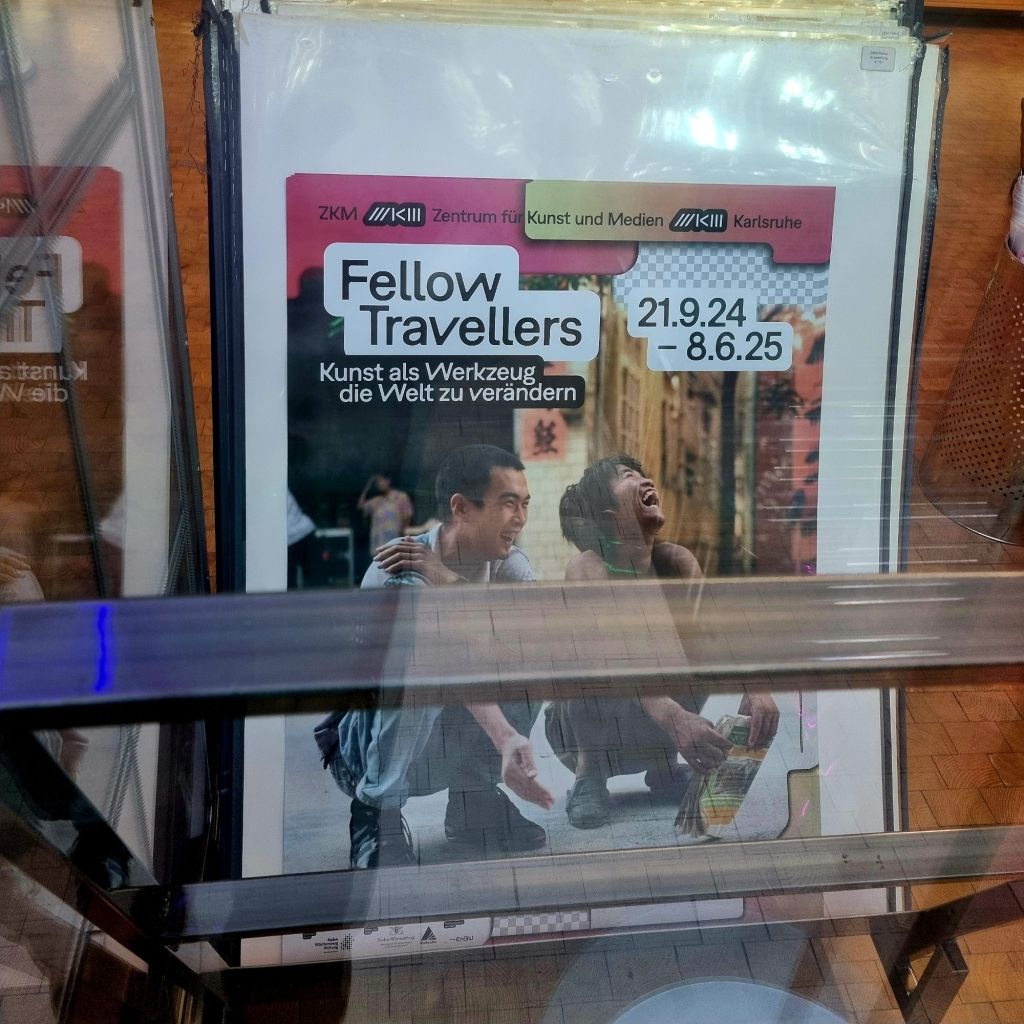 ZKM Zentrum für Kunst und Medien Karlsruhe
Fellow
Travellers
21.9.24
– 8.6.25
Kunst als Werkzeug
die Welt zu verändern
EnBW